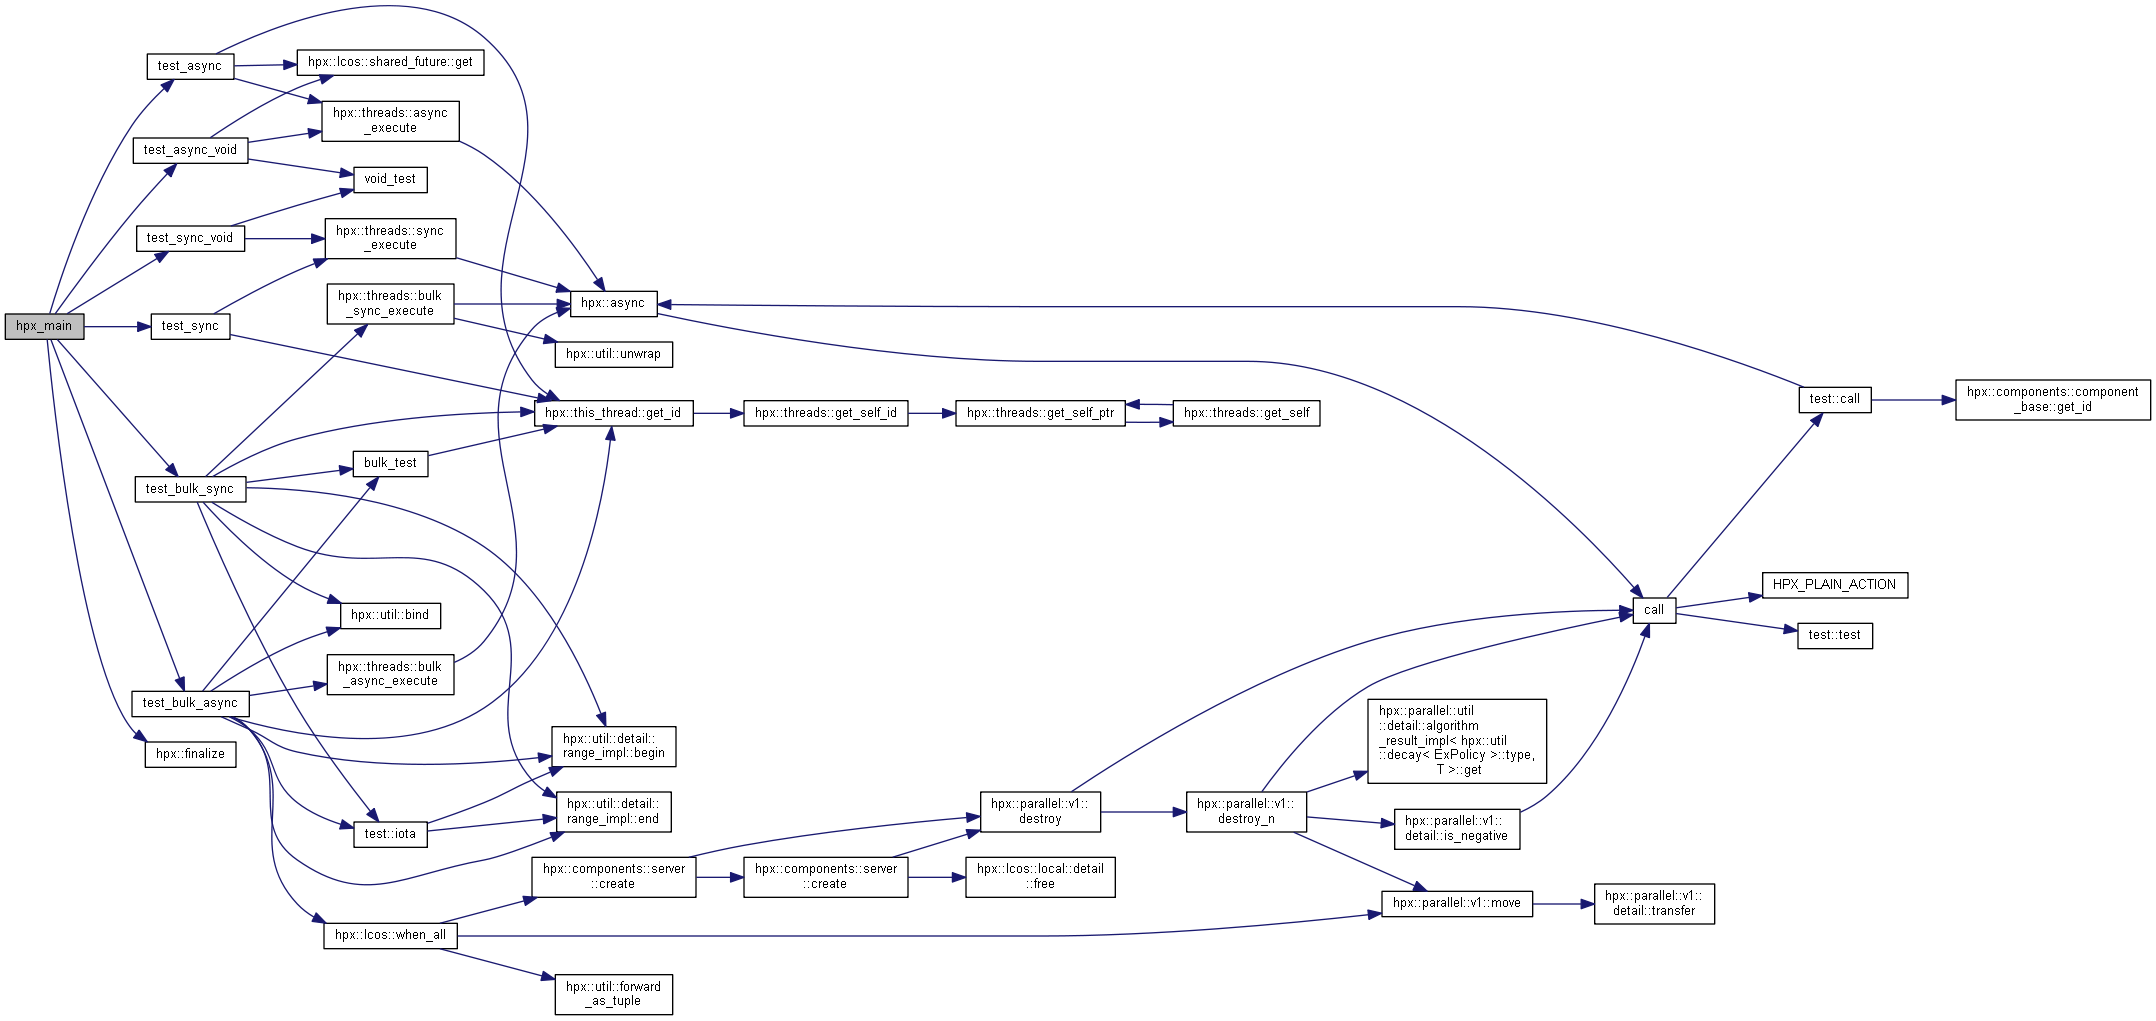 hpx_main
test_async
test_async_void
test_sync_void
test_sync
test_bulk_sync
test_bulk_async
hpx::finalize
hpx::lcos::shared_future::get
hpx::threads::async
_execute
void_test
hpx::threads::sync
_execute
hpx::threads::bulk
_sync_execute
bulk_test
hpx::util::bind
hpx::threads::bulk
_async_execute
test::iota
hpx::lcos::when_all
hpx::async
hpx::util::unwrap
hpx::this_thread::get_id
hpx::util::detail::
range_impl::begin
hpx::util::detail::
range_impl::end
hpx::components::server
::create
hpx::util::forward
_as_tuple
hpx::threads::get_self_id
hpx::components::server
::create
hpx::threads::get_self_ptr
hpx::parallel::v1::
destroy
hpx::lcos::local::detail
::free
hpx::threads::get_self
hpx::parallel::v1::
destroy_n
hpx::parallel::util
::detail::algorithm
_result_impl< hpx::util
::decay< ExPolicy >::type,
T >::get
hpx::parallel::v1::
detail::is_negative
hpx::parallel::v1::move
hpx::parallel::v1::
detail::transfer
call
test::call
HPX_PLAIN_ACTION
test::test
hpx::components::component
_base::get_id